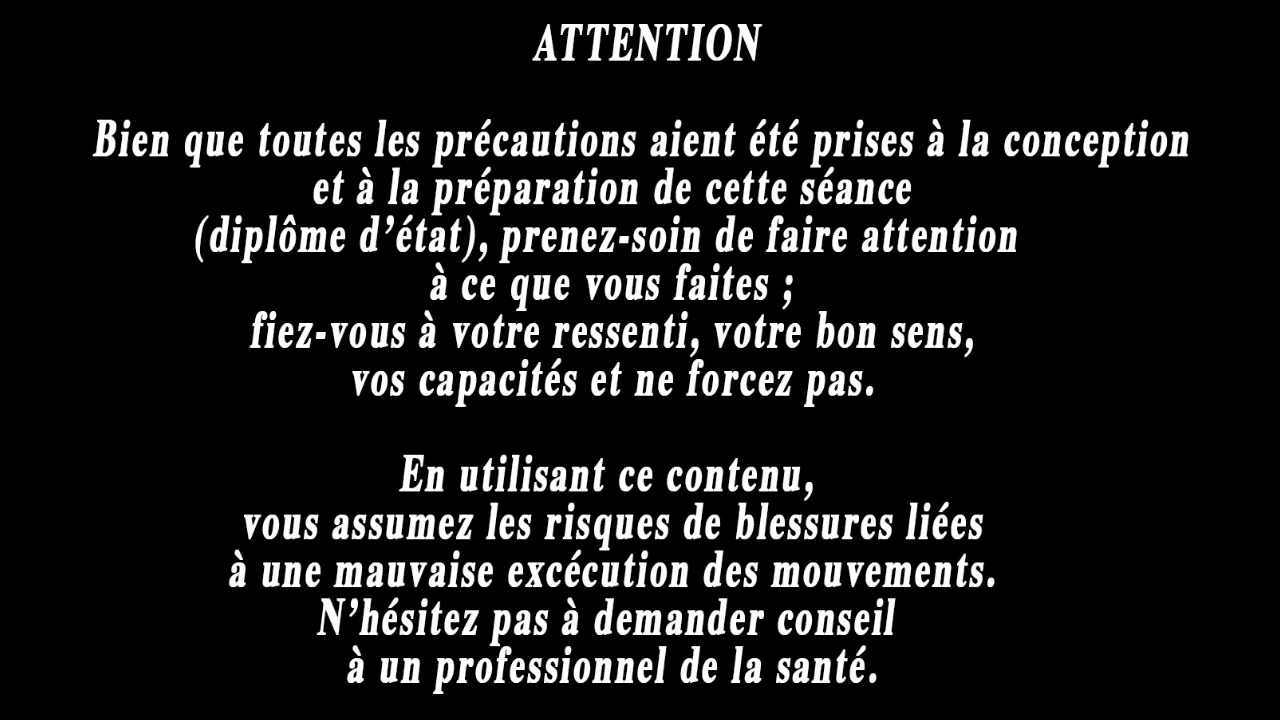 ATTENTION
Bien que toutes les précautions aient été prises à la conception
et à la préparation de cette séance
(diplôme d’état), prenez-soin de faire attention
à ce que vous faites ;
fiez-vous à votre ressenti, votre bon sens,
vos capacités et ne forcez pas.
En utilisant ce contenu,
vous assumez les risques de blessures liées
à une mauvaise excécution des mouvements.
N’hésitez pas à demander conseil
à un professionnel de la santé.